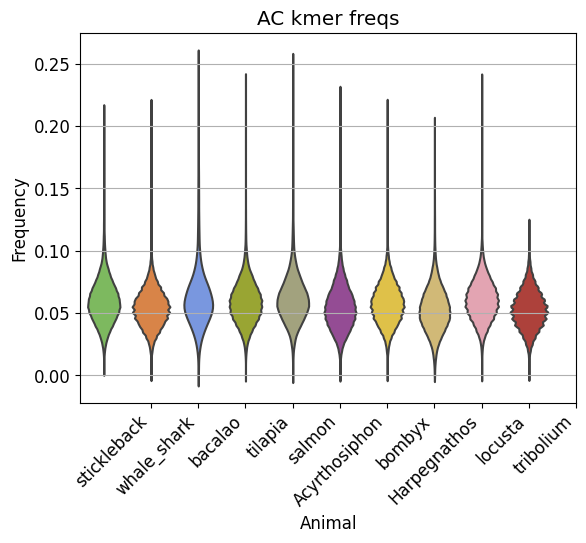 AC kmer freqs
0.25
0.20
0.15
0.10
0.05
0.00
Frequency
stickleback
whale_shark
bacalao
tilapia
salmon
Acyrthosiphon
bombyx
Harpegnathos
locusta
tribolium
Animal